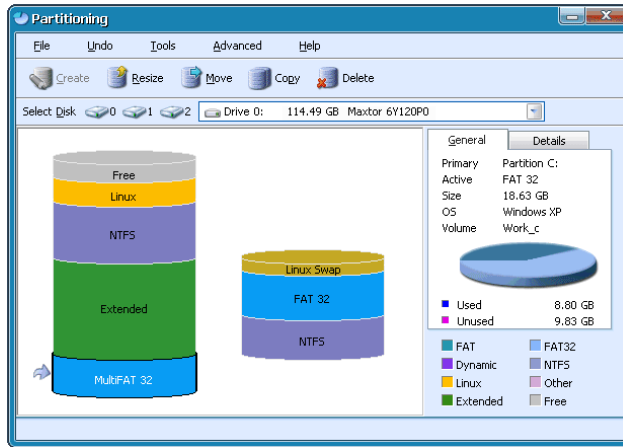 Partitioning
File Undo Tools Advanced Help
Create Resize Move Copy Delete
Select Disk 0 1 2 Drive 0: 114.49 GB Maxtor 6Y120P0
General Details
Primary Partition C:
Active FAT 32
Size 18.63 GB
OS Windows XP
Volume Work_c
Used 8.80 GB
Unused 9.83 GB
FAT FAT32
Dynamic NTFS
Linux Other
Extended Free
Free
Linux
NTFS
Extended
MultiFAT 32
Linux Swap
FAT 32
NTFS